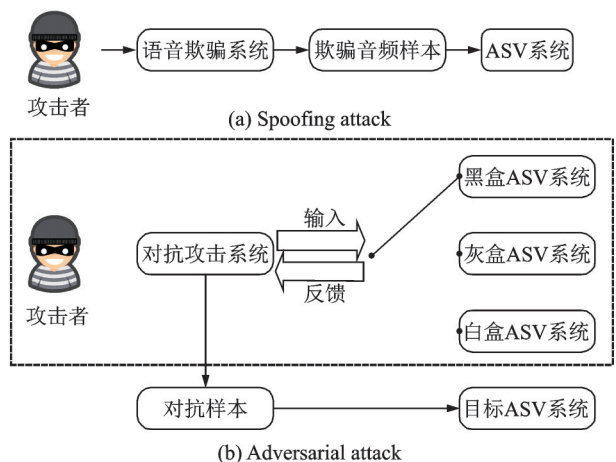 语音欺骗系统
欺骗音频样本
ASV系统
攻击者
(a) Spoofing attack
黑盒ASV系统
输入
对抗攻击系统
灰盒ASV系统
反馈
攻击者
白盒ASV系统
对抗样本
目标ASV系统
(b) Adversarial attack